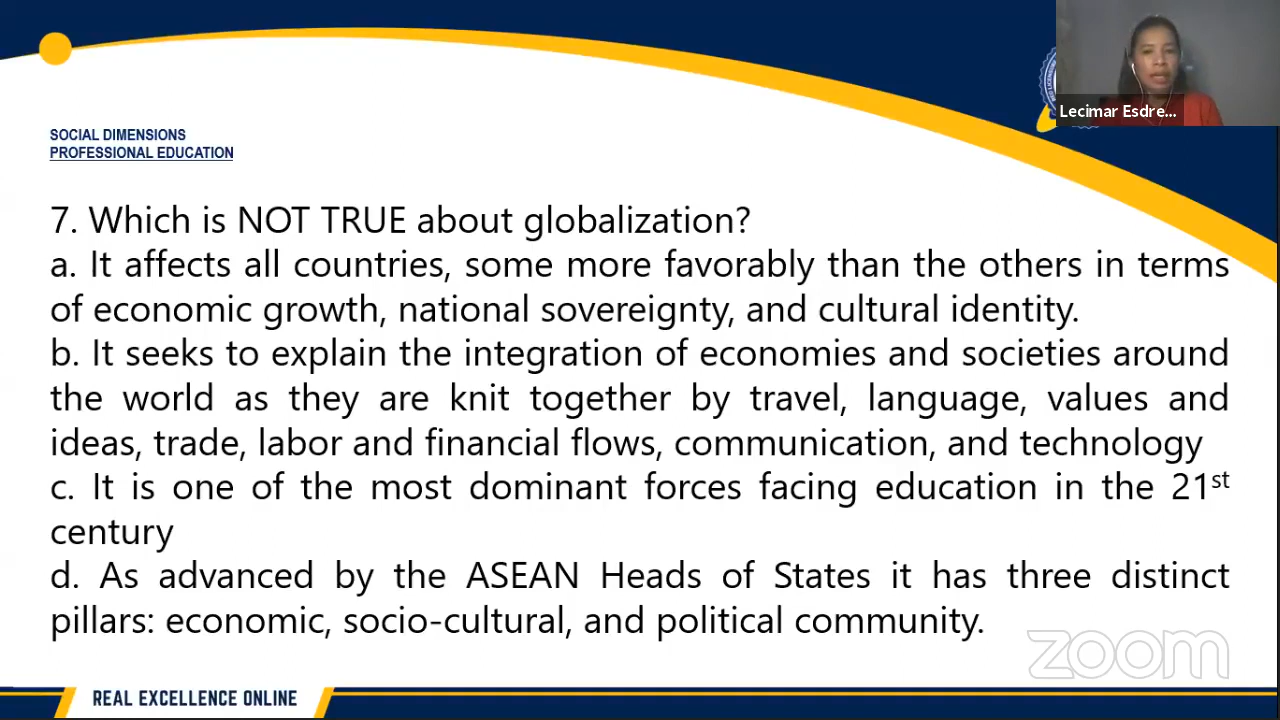 Lecimar Esdre...
SOCIAL DIMENSIONS
PROFESSIONAL EDUCATION
7. Which is NOT TRUE about globalization?
a. It affects all countries, some more favorably than the others in terms
of economic growth, national sovereignty, and cultural identity.
b. It seeks to explain the integration of economies and societies around
the world as they are knit together by travel, language, values and
ideas, trade, labor and financial flows, communication, and technology
c. It is one of the most dominant forces facing education in the 21st
century
d. As advanced by the ASEAN Heads of States it has three distinct
pillars: economic, socio-cultural, and political community.
zoom
REAL EXCELLENCE ONLINE